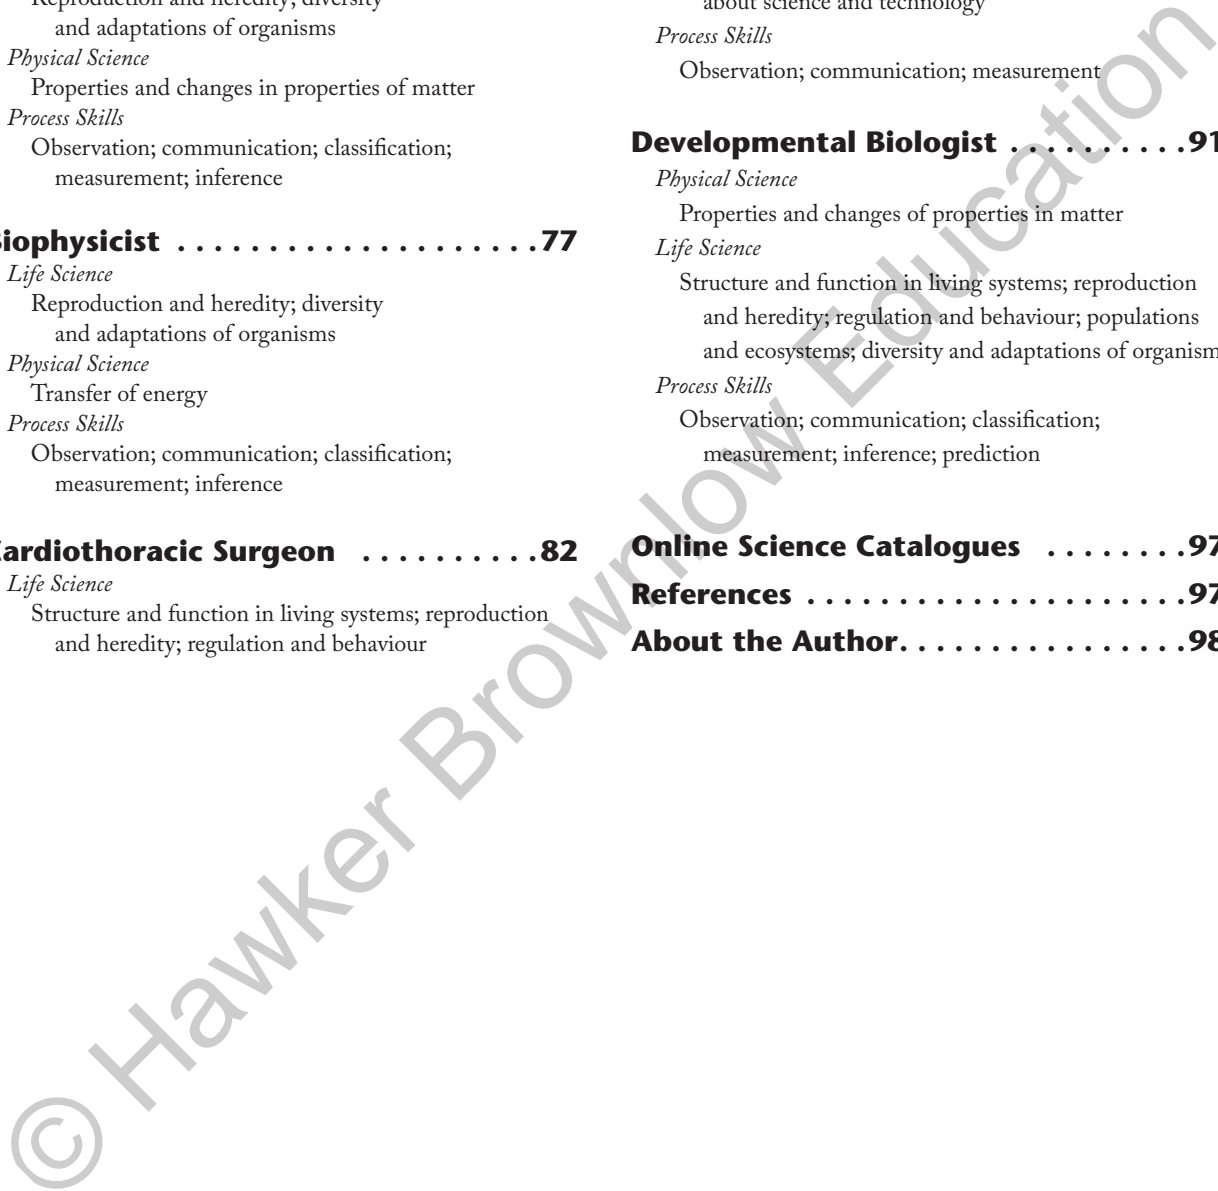 Reproduction and heredity; diversity
and adaptations of organisms
Physical Science
Properties and changes in properties of matter
Process Skills
Observation; communication; classification;
measurement; inference
Biophysicist . . . . . . . . . . . . . . . . . . . .77
Life Science
Reproduction and heredity; diversity
and adaptations of organisms
Physical Science
Transfer of energy
Process Skills
Observation; communication; classification;
measurement; inference
Cardiothoracic Surgeon . . . . . . . . . .82
Life Science
Structure and function in living systems; reproduction
and heredity; regulation and behaviour
about science and technology
Process Skills
Observation; communication; measurement
Developmental Biologist . . . . . . . . . .91
Physical Science
Properties and changes of properties in matter
Life Science
Structure and function in living systems; reproduction
and heredity; regulation and behaviour; populations
and ecosystems; diversity and adaptations of organism
Process Skills
Observation; communication; classification;
measurement; inference; prediction
Online Science Catalogues . . . . . . . .97
References . . . . . . . . . . . . . . . . . . . . .97
About the Author. . . . . . . . . . . . . . . .98
© Hawker Brownlow Education